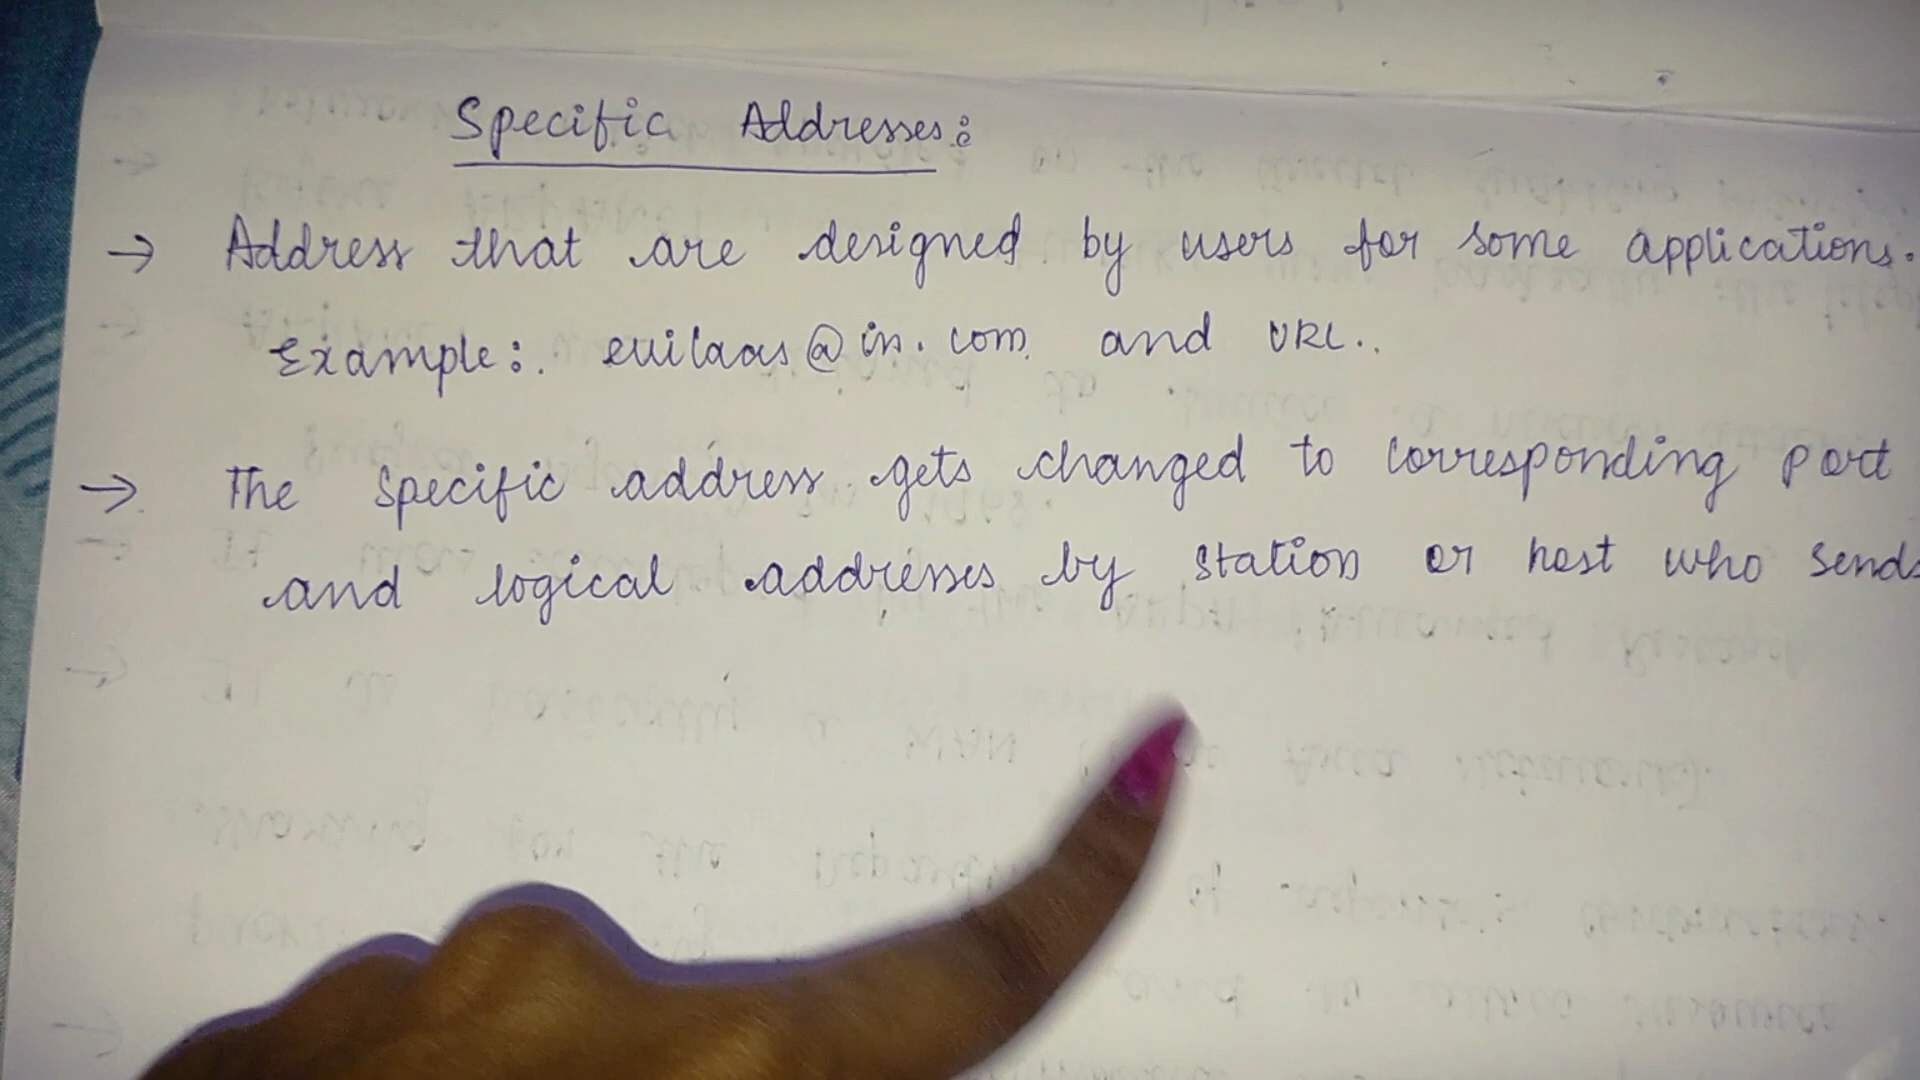 Specific Addresses:
→ Address that are designed by users for some applications.
Example:. evilaas@in.com and URL..
→ The specific address gets changed to corresponding port
and logical addresses by station or host who sends